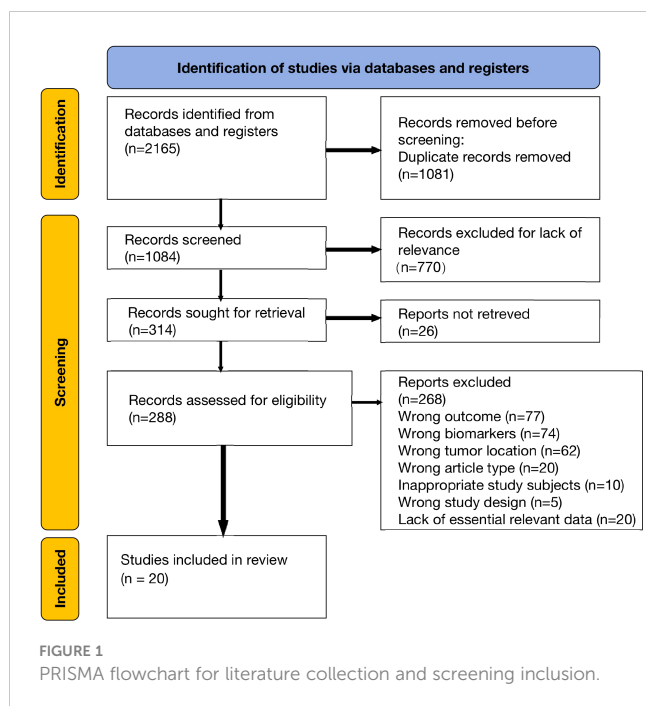 Identification of studies via databases and registers
Identification
Records identified from
databases and registers
(n=2165)
Records removed before
screening:
Duplicate records removed
(n=1081)
Screening
Records screened
(n=1084)
Records excluded for lack of
relevance
(n=770)
Records sought for retrieval
(n=314)
Reports not retreved
(n=26)
Records assessed for eligibility
(n=288)
Reports excluded
(n=268)
Wrong outcome (n=77)
Wrong biomarkers (n=74)
Wrong tumor location (n=62)
Wrong article type (n=20)
Inappropriate study subjects (n=10)
Wrong study design (n=5)
Lack of essential relevant data (n=20)
Included
Studies included in review
(n = 20)
FIGURE 1
PRISMA flowchart for literature collection and screening inclusion.